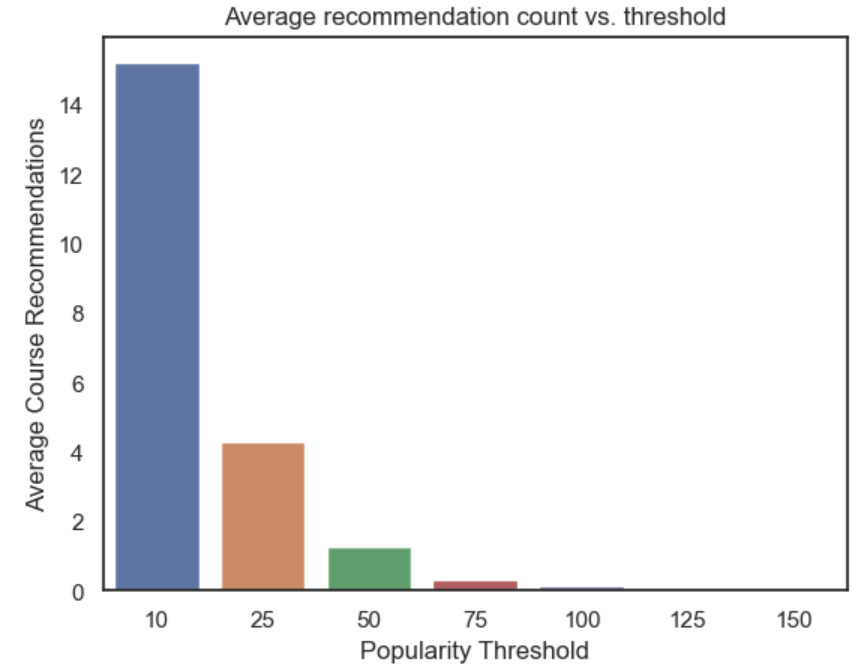 Average recommendation count vs. threshold
Average Course Recommendations
14
12
10
8
6
4
2
0
10 25 50 75 100 125 150
Popularity Threshold